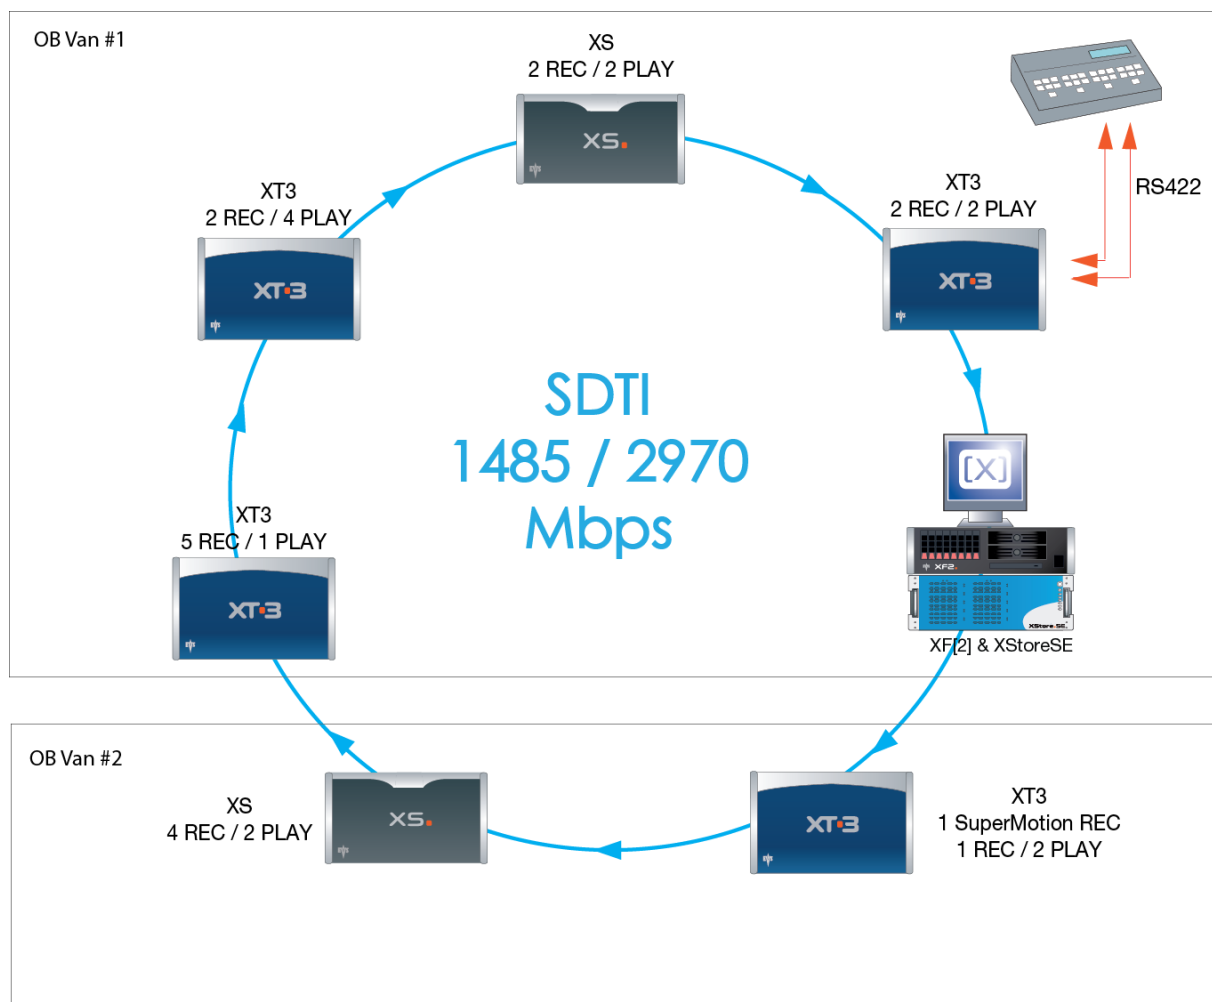 OB Van #1
XS
2 REC / 2 PLAY
XS.
XT3
2 REC / 4 PLAY
XT3
XT3
2 REC / 2 PLAY
XT3
RS422
SDTI
1485 / 2970
Mbps
[X]
XF2.
XStore-SE.
XF[2] & XStoreSE
XT3
5 REC / 1 PLAY
XT3
OB Van #2
XS
4 REC / 2 PLAY
XS.
XT3
XT3
1 SuperMotion REC
1 REC / 2 PLAY